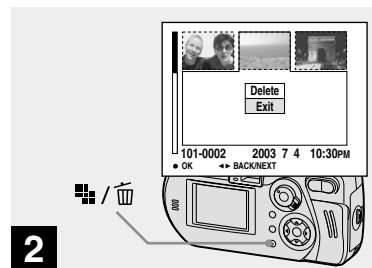 Delete
Exit
101-0002 2003 7 4 10:30PM
● OK ◄► BACK/NEXT
/
2